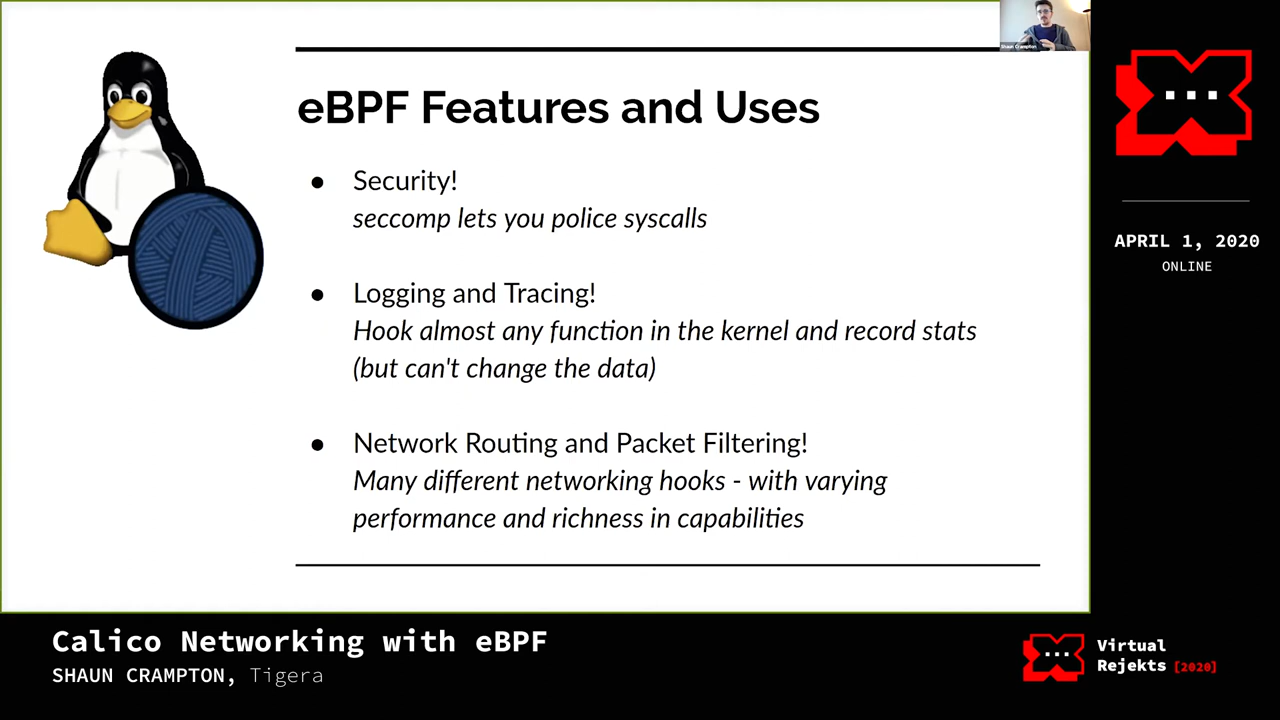 Shaun Crampton
eBPF Features and Uses
● Security!
seccomp lets you police syscalls
● Logging and Tracing!
Hook almost any function in the kernel and record stats
(but can't change the data)
● Network Routing and Packet Filtering!
Many different networking hooks - with varying
performance and richness in capabilities
APRIL 1, 2020
ONLINE
Calico Networking with eBPF
SHAUN CRAMPTON, Tigera
Virtual
Rejekts [2020]